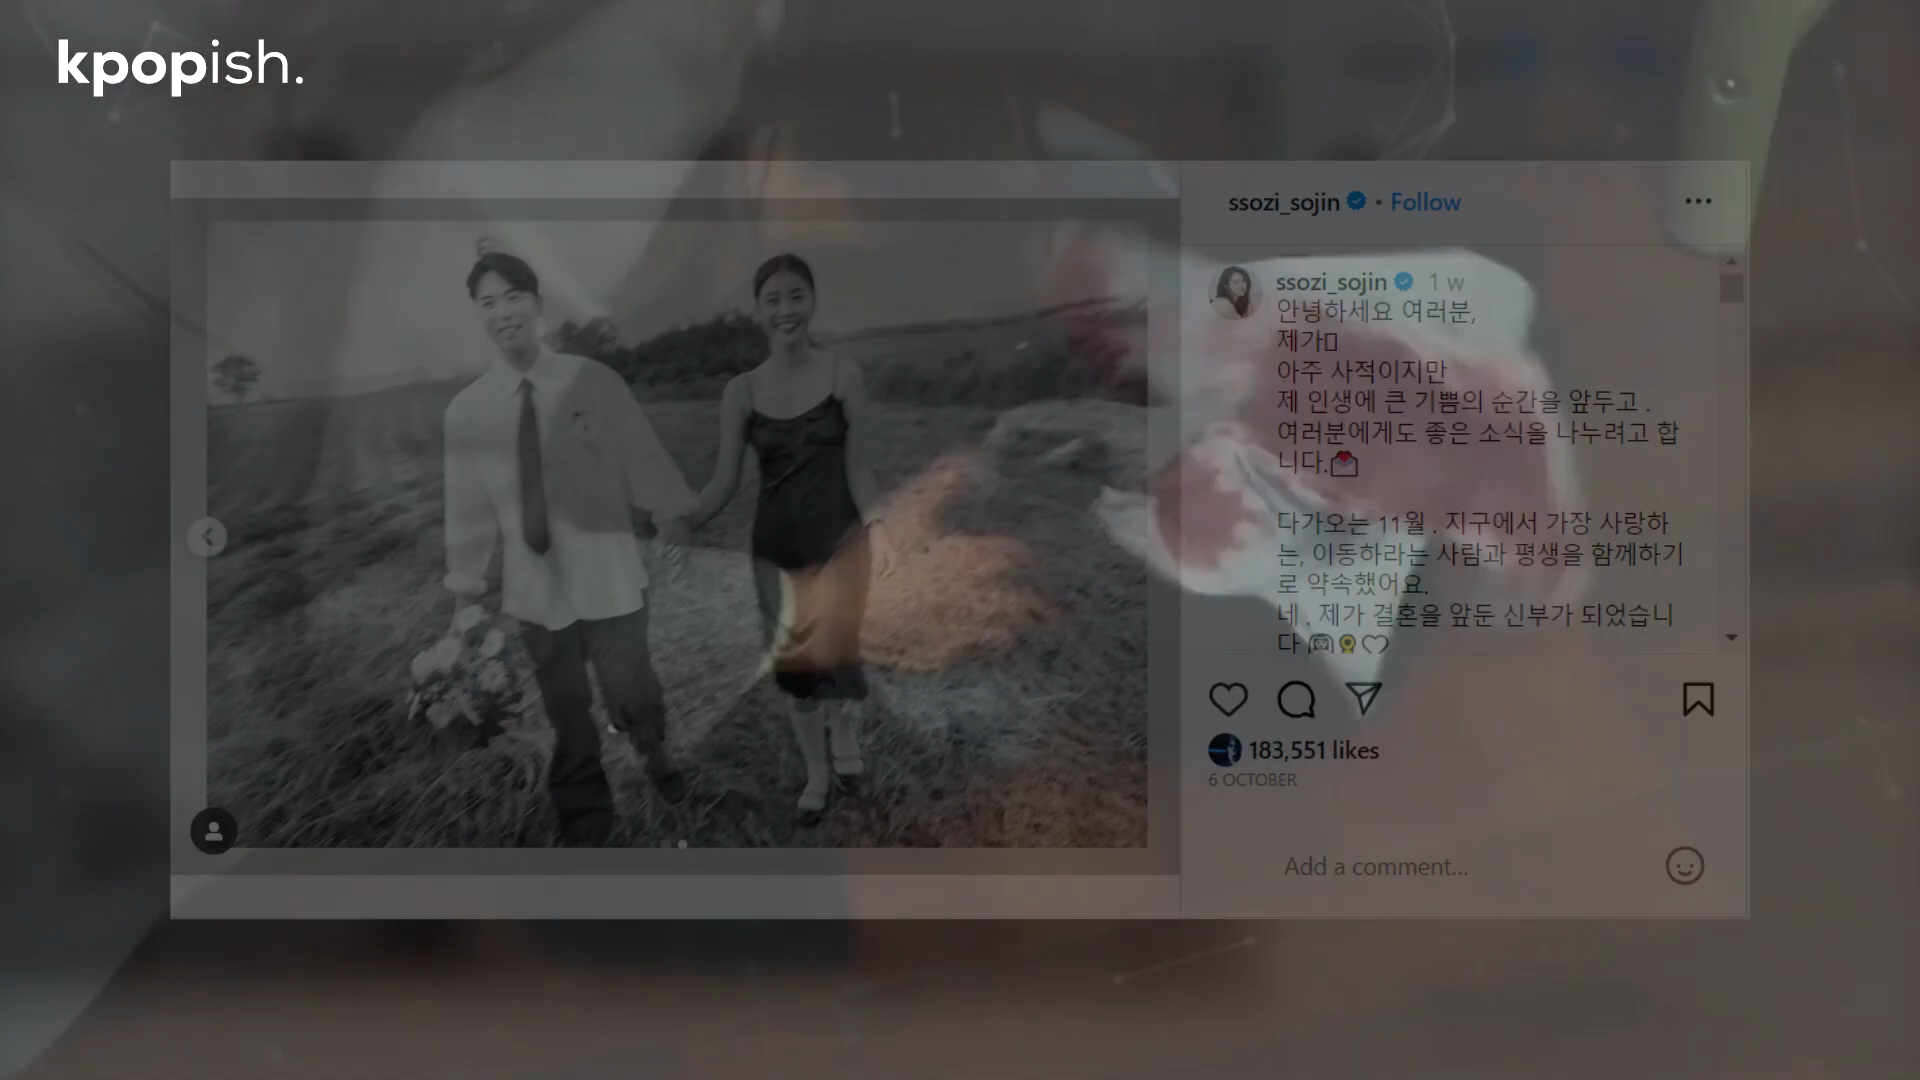 kpopish.
ssozi_sojin • Follow
ssozi_sojin 1 w
안녕하세요 여러분,
제가
아주 사적이지만
제 인생에 큰 기쁨의 순간을 앞두고 .
여러분에게도 좋은 소식을 나누려고 합
니다.💌
다가오는 11월 . 지구에서 가장 사랑하
는, 이동하라는 사람과 평생을 함께하기
로 약속했어요.
네 . 제가 결혼을 앞둔 신부가 되었습니
다
183,551 likes
6 OCTOBER
Add a comment...